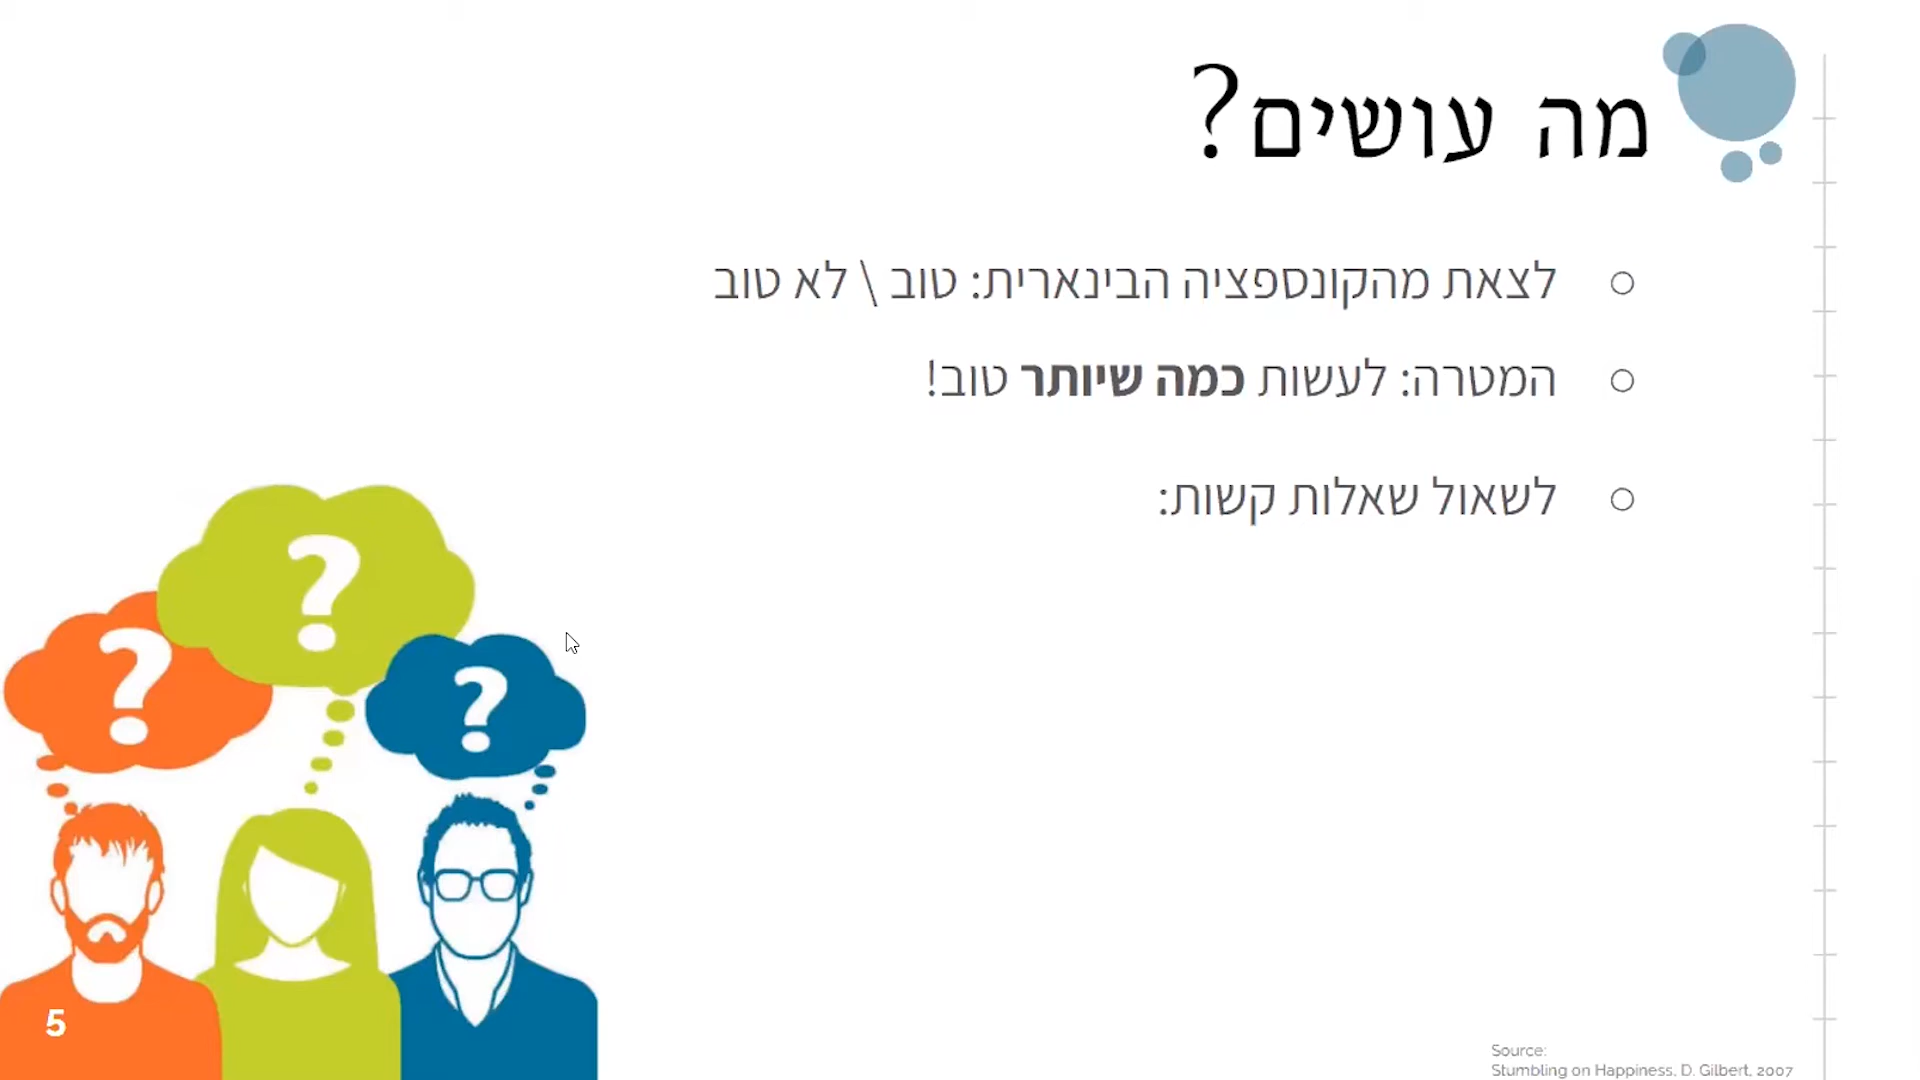 מה עושים?
לצאת מהקונספציה הבינארית: טוב \ לא טוב
המטרה: לעשות כמה שיותר טוב!
לשאול שאלות קשות:
?
?
?
5
Source:
Stumbling on Happiness, D. Gilbert, 2007